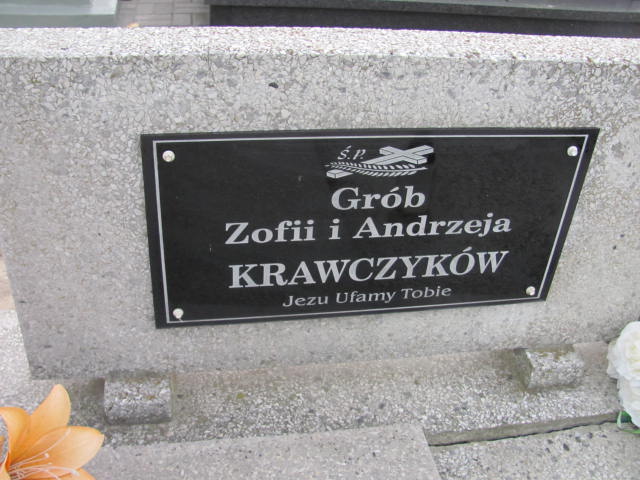 Ś.P.
Grób
Zofii i Andrzeja
KRAWCZYKÓW
Jezu Ufamy Tobie